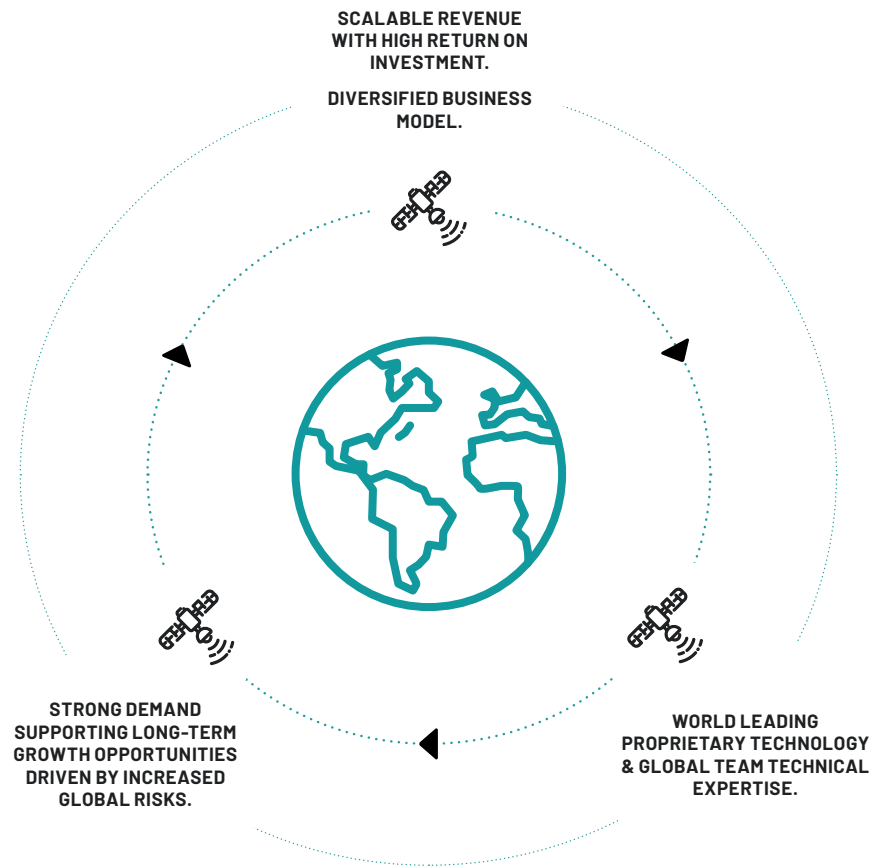 SCALABLE REVENUE
WITH HIGH RETURN ON
INVESTMENT.
DIVERSIFIED BUSINESS
MODEL.
STRONG DEMAND
SUPPORTING LONG-TERM
GROWTH OPPORTUNITIES
DRIVEN BY INCREASED
GLOBAL RISKS.
WORLD LEADING
PROPRIETARY TECHNOLOGY
& GLOBAL TEAM TECHNICAL
EXPERTISE.